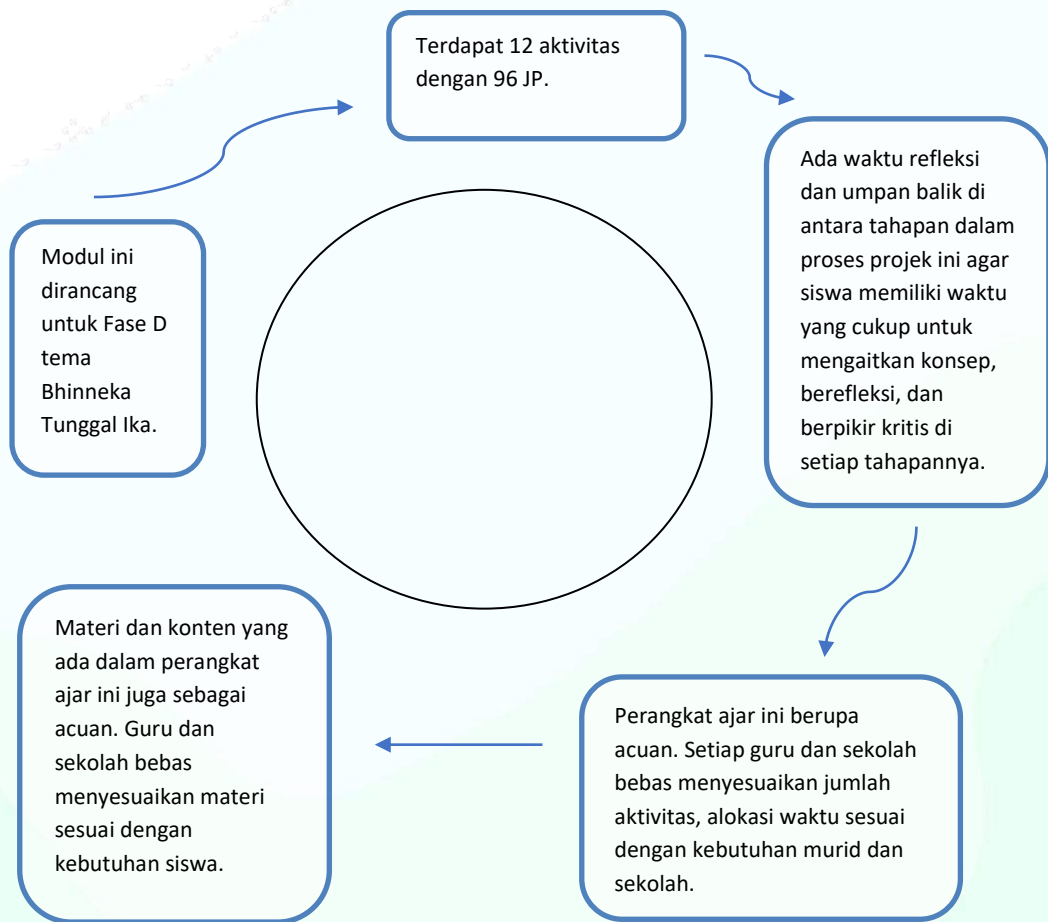 Modul ini
dirancang
untuk Fase D
tema
Bhinneka
Tunggal Ika.
Terdapat 12 aktivitas
dengan 96 JP.
Ada waktu refleksi
dan umpan balik di
antara tahapan dalam
proses projek ini agar
siswa memiliki waktu
yang cukup untuk
mengaitkan konsep,
berefleksi, dan
berpikir kritis di
setiap tahapannya.
Perangkat ajar ini berupa
acuan. Setiap guru dan sekolah
bebas menyesuaikan jumlah
aktivitas, alokasi waktu sesuai
dengan kebutuhan murid dan
sekolah.
Materi dan konten yang
ada dalam perangkat
ajar ini juga sebagai
acuan. Guru dan
sekolah bebas
menyesuaikan materi
sesuai dengan
kebutuhan siswa.